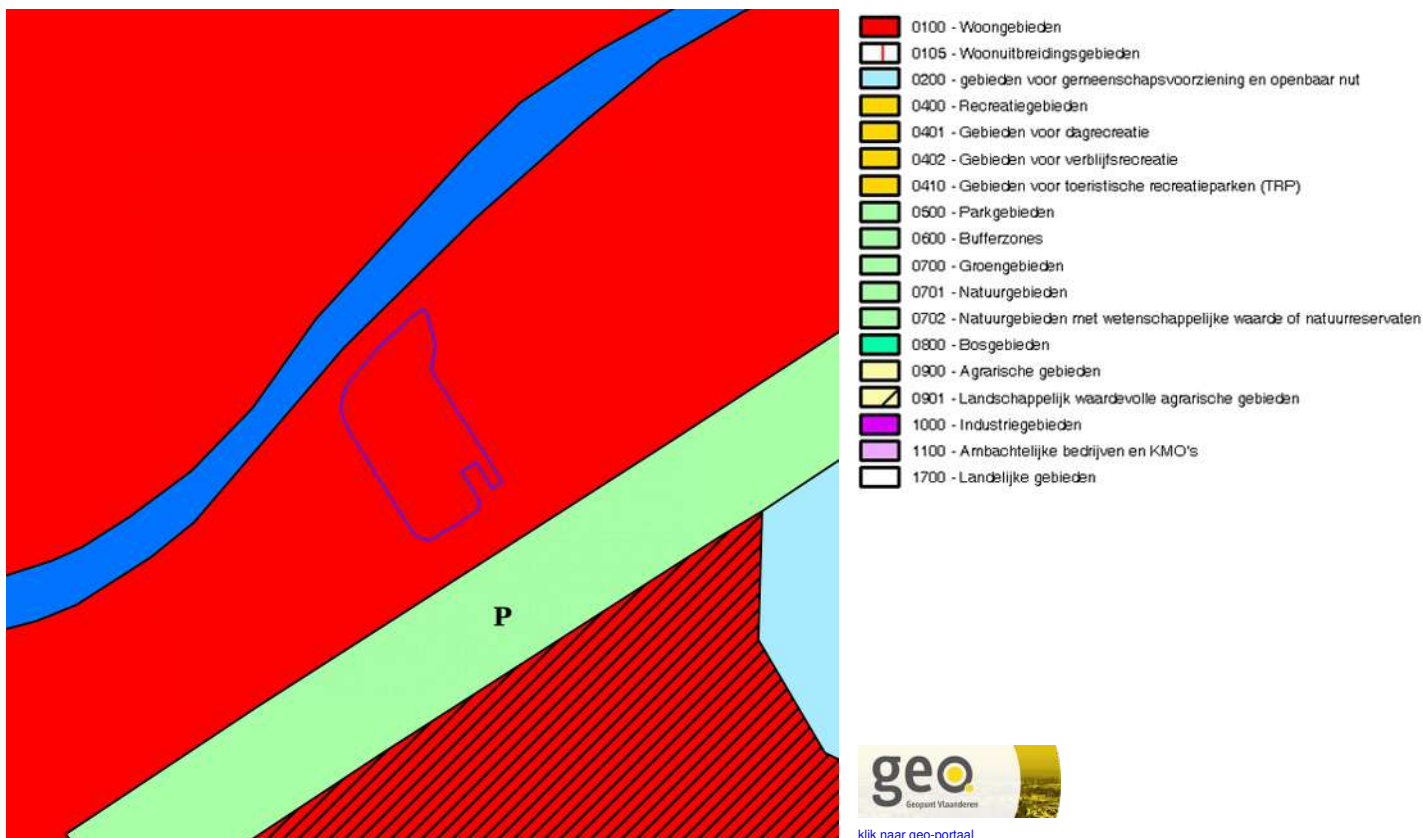 0100 - Woongebieden
0105 - Woonuitbreidingsgebieden
0200 - gebieden voor gemeenschapsvoorziening en openbaar nut
0400 - Recreatiegebieden
0401 - Gebieden voor dagrecreatie
0402 - Gebieden voor verblijfsrecreatie
0410 - Gebieden voor toeristische recreatieparken (TRP)
0500 - Parkgebieden
0600 - Bufferzones
0700 - Groengebieden
0701 - Natuurgebieden
0702 - Natuurgebieden met wetenschappelijke waarde of natuurreservaten
0800 - Bosgebieden
0900 - Agrarische gebieden
0901 - Landschappelijk waardevolle agrarische gebieden
1000 - Industriegebieden
1100 - Ambachtelijke bedrijven en KMO's
1700 - Landelijke gebieden
P
geo
Geopunt Vlaanderen
klik naar geo-portaal